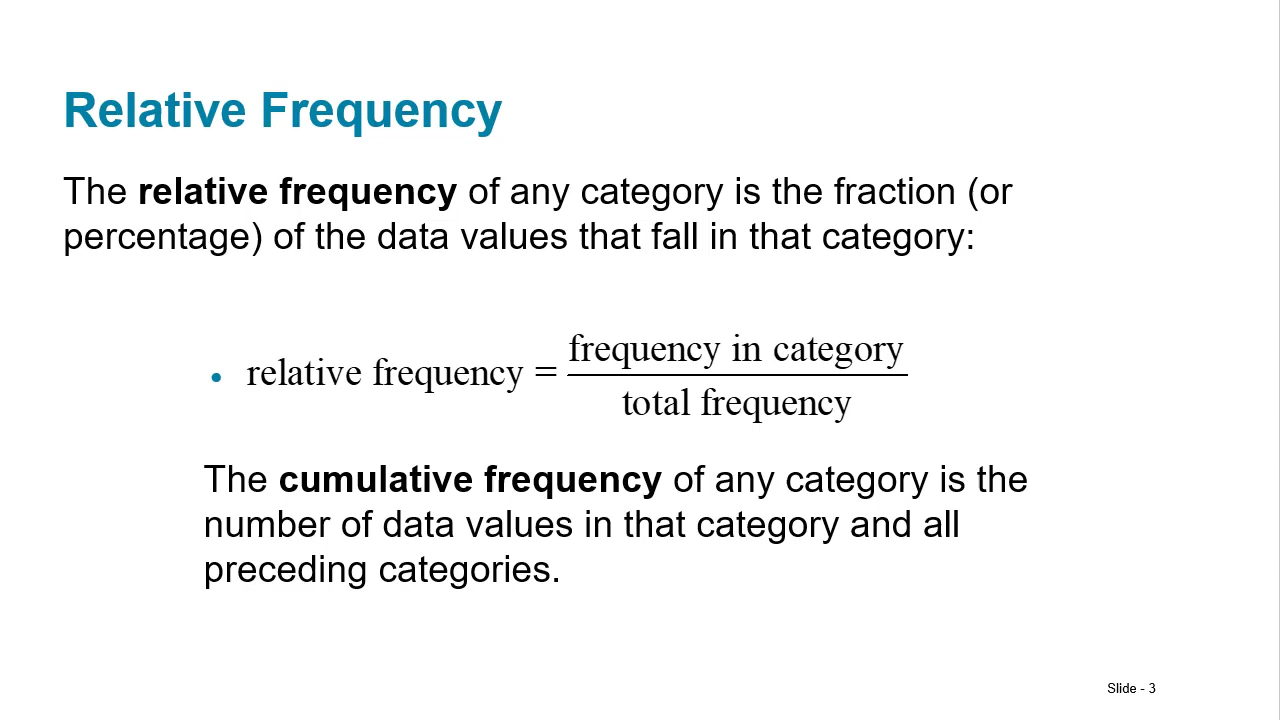 Relative Frequency
The relative frequency of any category is the fraction (or
percentage) of the data values that fall in that category:
• relative frequency = frequency in category
total frequency
The cumulative frequency of any category is the
number of data values in that category and all
preceding categories.
Slide - 3